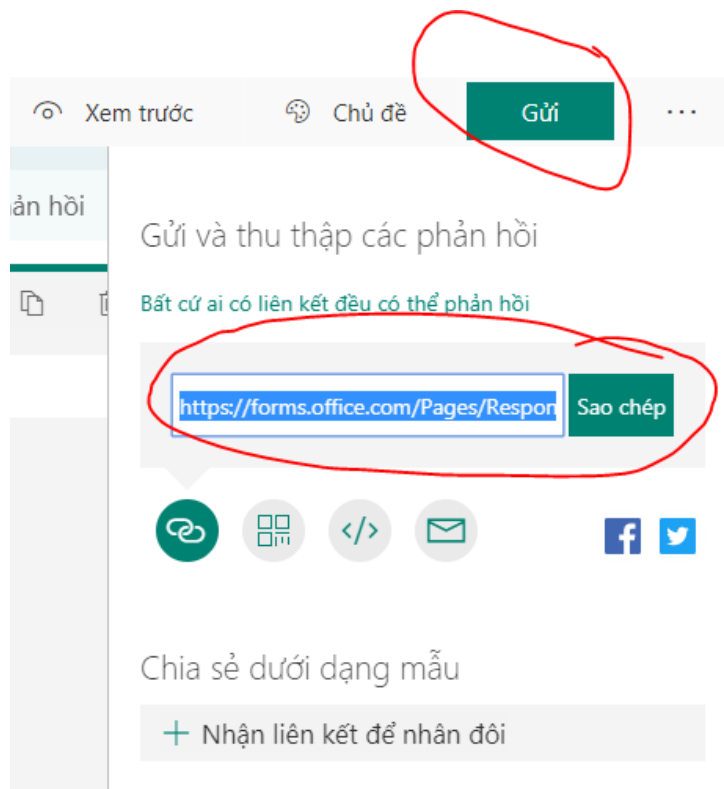 Xem trước
Chủ đề
Gửi
...
ản hồi
Gửi và thu thập các phản hồi
Bất cứ ai có liên kết đều có thể phản hồi
https://forms.office.com/Pages/Respon
Sao chép
Chia sẻ dưới dạng mẫu
Nhận liên kết để nhân đôi